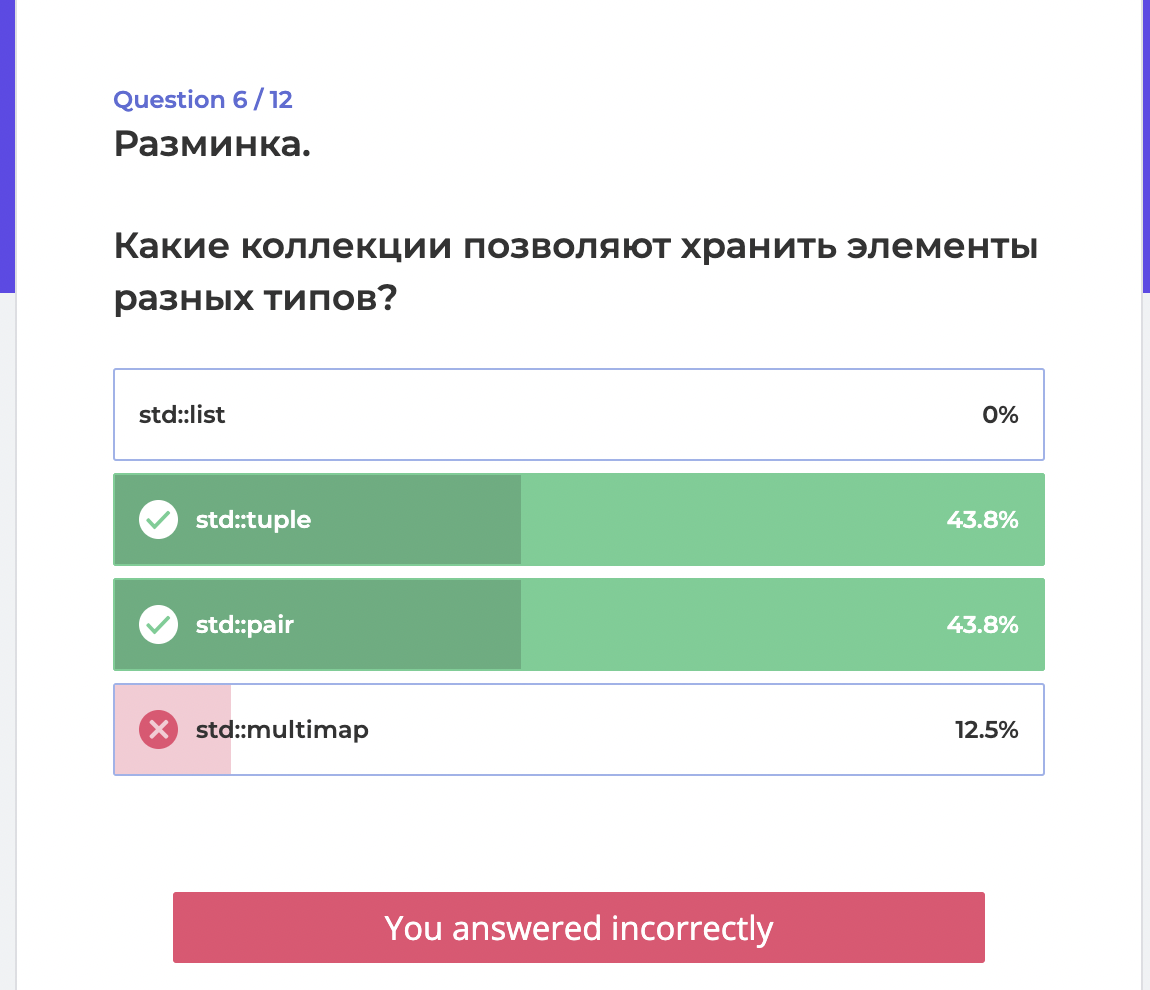 Question 6 / 12
Разминка.
Какие коллекции позволяют хранить элементы
разных типов?
std::list 0%
std::tuple 43.8%
std::pair 43.8%
std::multimap 12.5%
You answered incorrectly